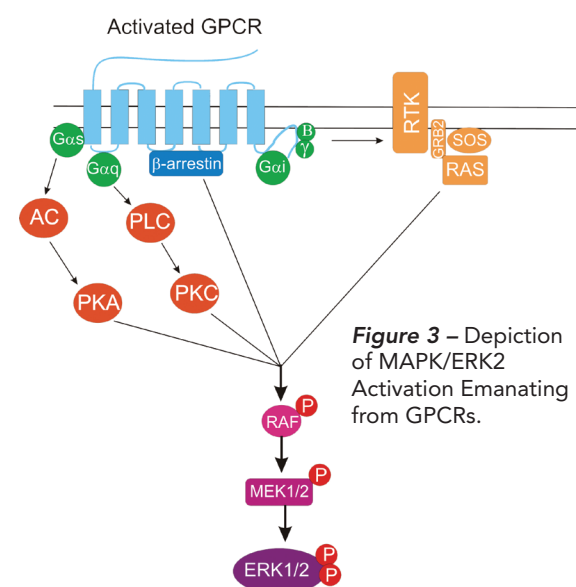 Activated GPCR
Gαs
Gαq
β-arrestin
Gαi
B
γ
RTK
GRB2
SOS
RAS
AC
PLC
PKA
PKC
Figure 3 – Depiction
of MAPK/ERK2
Activation Emanating
from GPCRs.
RAF
P
MEK1/2
P
ERK1/2
P
P